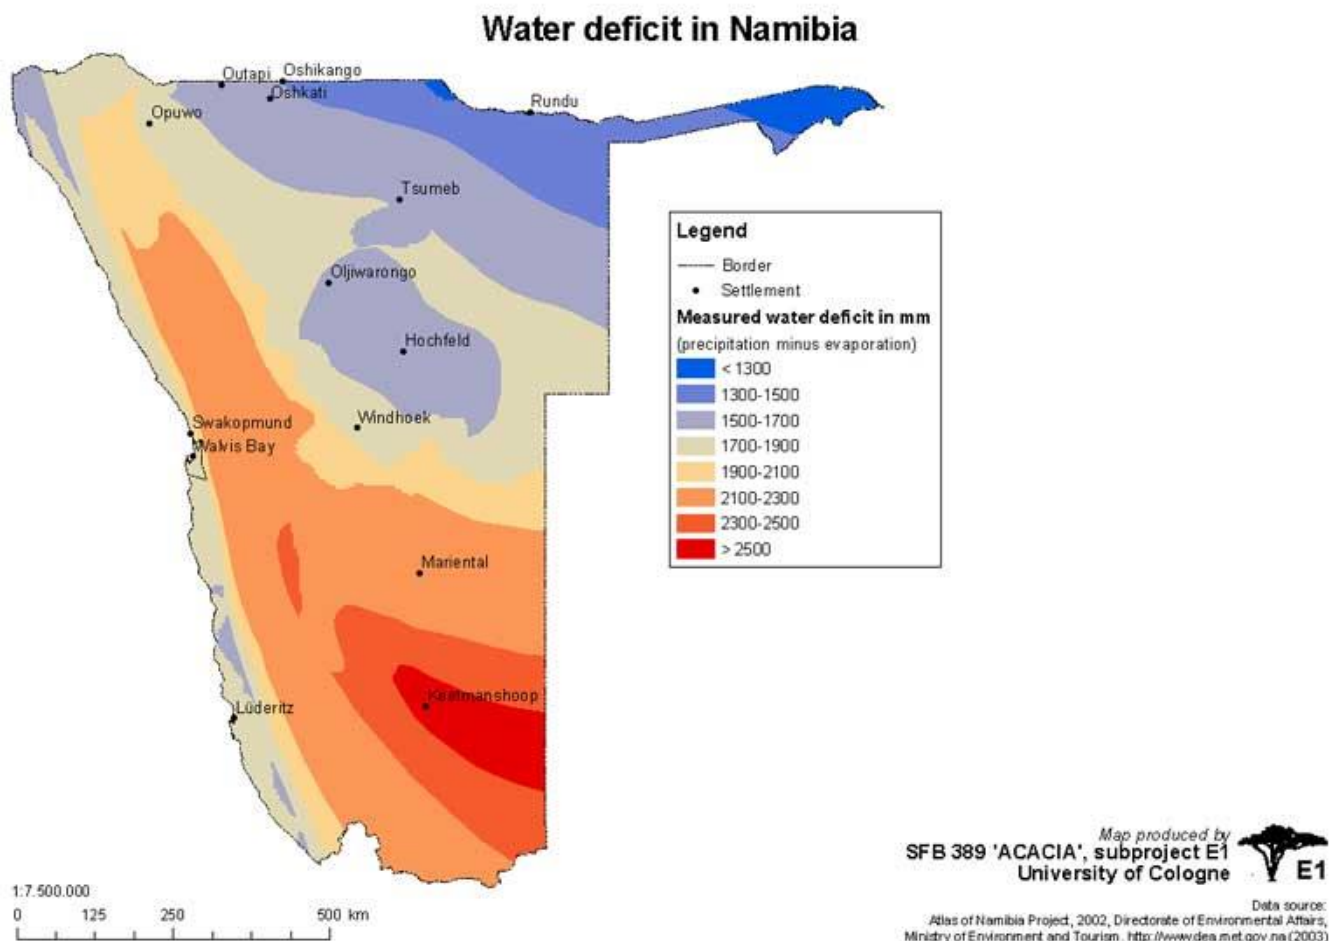 Water deficit in Namibia
Outapi
Oshikango
Oshkati
Rundu
Opuwo
Tsumeb
Oljiwarongo
Hochfeld
Swakopmund
Windhoek
Walvis Bay
Mariental
Keetmanshoop
Lüderitz
Legend
Border
Settlement
Measured water deficit in mm
(precipitation minus evaporation)
< 1300
1300-1500
1500-1700
1700-1900
1900-2100
2100-2300
2300-2500
> 2500
1:7.500.000
0 125 250 500 km
Map produced by
SFB 389 'ACACIA', subproject E1
University of Cologne
E1
Data source:
Atlas of Namibia Project, 2002, Directorate of Environmental Affairs,
Ministry of Environment and Tourism, http://www.dea.met.gov.na (2003)